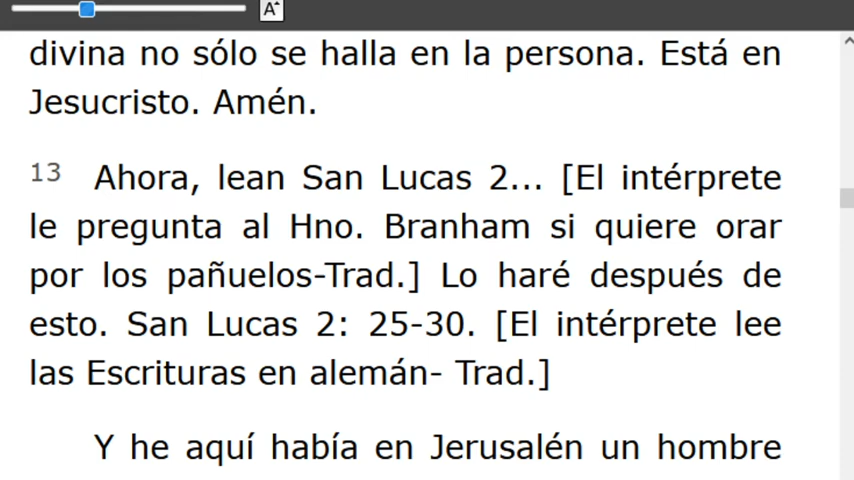 A
divina no sólo se halla en la persona. Está en
Jesucristo. Amén.
13 Ahora, lean San Lucas 2... [El intérprete
le pregunta al Hno. Branham si quiere orar
por los pañuelos-Trad.] Lo haré después de
esto. San Lucas 2: 25-30. [El intérprete lee
las Escrituras en alemán- Trad.]
Y he aquí había en Jerusalén un hombre